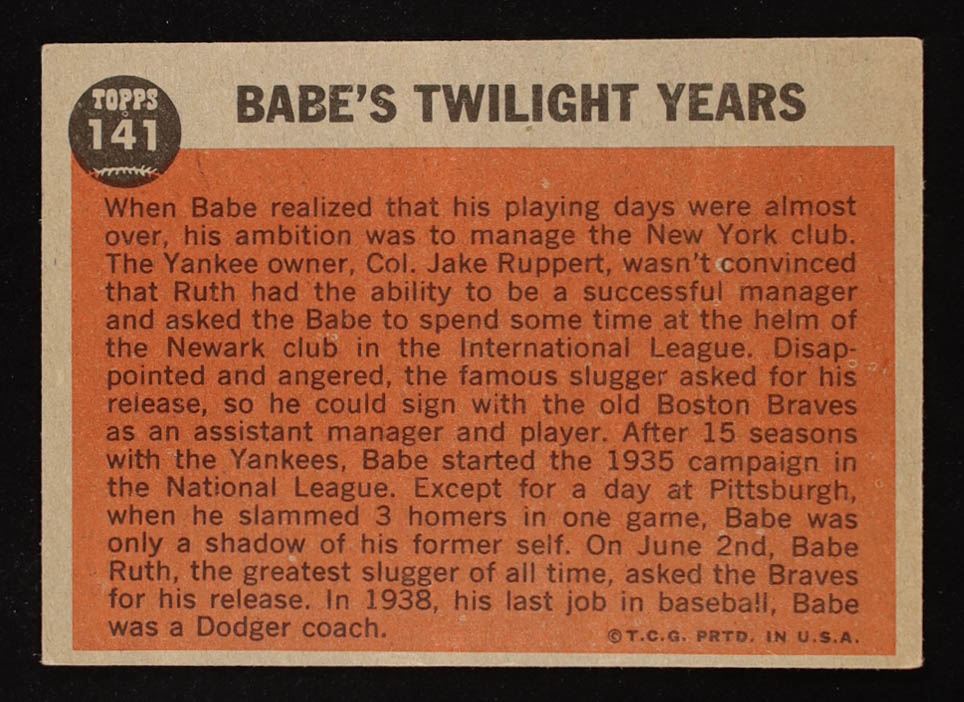 TOPPS
141
BABE'S TWILIGHT YEARS
When Babe realized that his playing days were almost
over, his ambition was to manage the New York club.
The Yankee owner, Col. Jake Ruppert, wasn't convinced
that Ruth had the ability to be a successful manager
and asked the Babe to spend some time at the helm of
the Newark club in the International League. Disap-
pointed and angered, the famous slugger asked for his
release, so he could sign with the old Boston Braves
as an assistant manager and player. After 15 seasons
with the Yankees, Babe started the 1935 campaign in
the National League. Except for a day at Pittsburgh,
when he slammed 3 homers in one game, Babe was
only a shadow of his former self. On June 2nd, Babe
Ruth, the greatest slugger of all time, asked the Braves
for his release. In 1938, his last job in baseball, Babe
was a Dodger coach.
©T.C.G. PRTD. IN U.S.A.